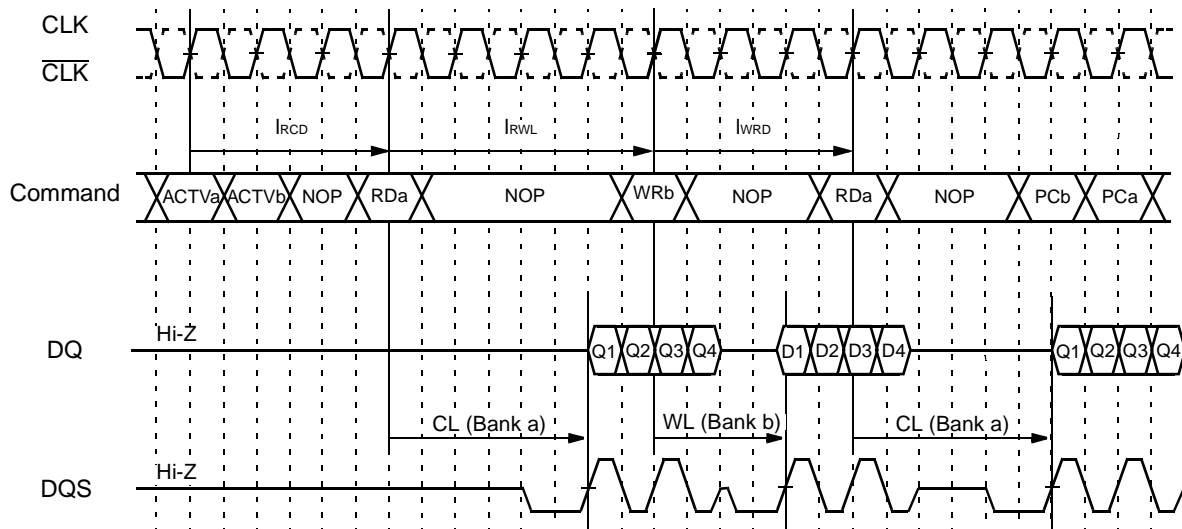 CLK
CLK
IRCD IRWL IWRD
Command ACTVa ACTVb NOP RDa NOP WRb NOP RDa NOP PCb PCa
Hi-Z
DQ Q1 Q2 Q3 Q4 D1 D2 D3 D4 Q1 Q2 Q3 Q4
CL (Bank a) WL (Bank b) CL (Bank a)
Hi-Z
DQS